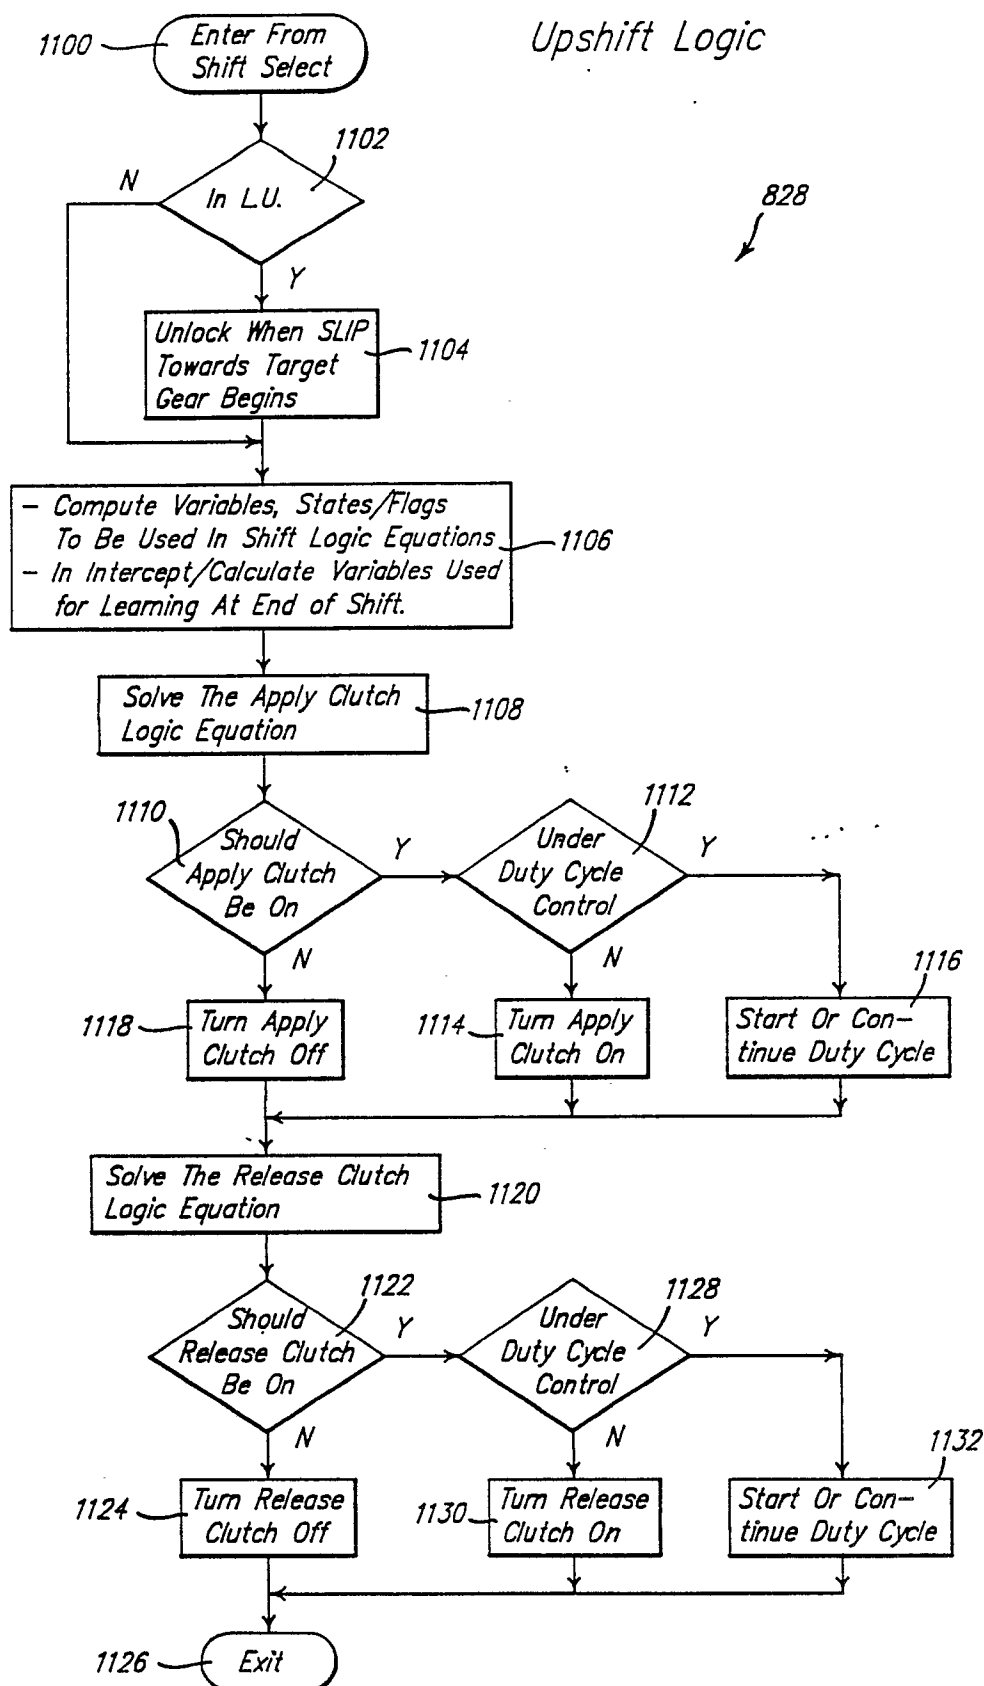 Upshift Logic
1100
Enter From
Shift Select
1102
N
In L.U.
828
Y
Unlock When SLIP
Towards Target
Gear Begins
1104
- Compute Variables, States/Flags
To Be Used In Shift Logic Equations
- In Intercept/Calculate Variables Used
for Learning At End of Shift.
1106
Solve The Apply Clutch
Logic Equation
1108
1110
Should
Apply Clutch
Be On
Y
1112
Under
Duty Cycle
Control
Y
N
N
1116
1118
Turn Apply
Clutch Off
1114
Turn Apply
Clutch On
Start Or Con-
tinue Duty Cycle
Solve The Release Clutch
Logic Equation
1120
1122
Should
Release Clutch
Be On
Y
1128
Under
Duty Cycle
Control
Y
N
N
1132
1124
Turn Release
Clutch Off
1130
Turn Release
Clutch On
Start Or Con-
tinue Duty Cycle
1126
Exit